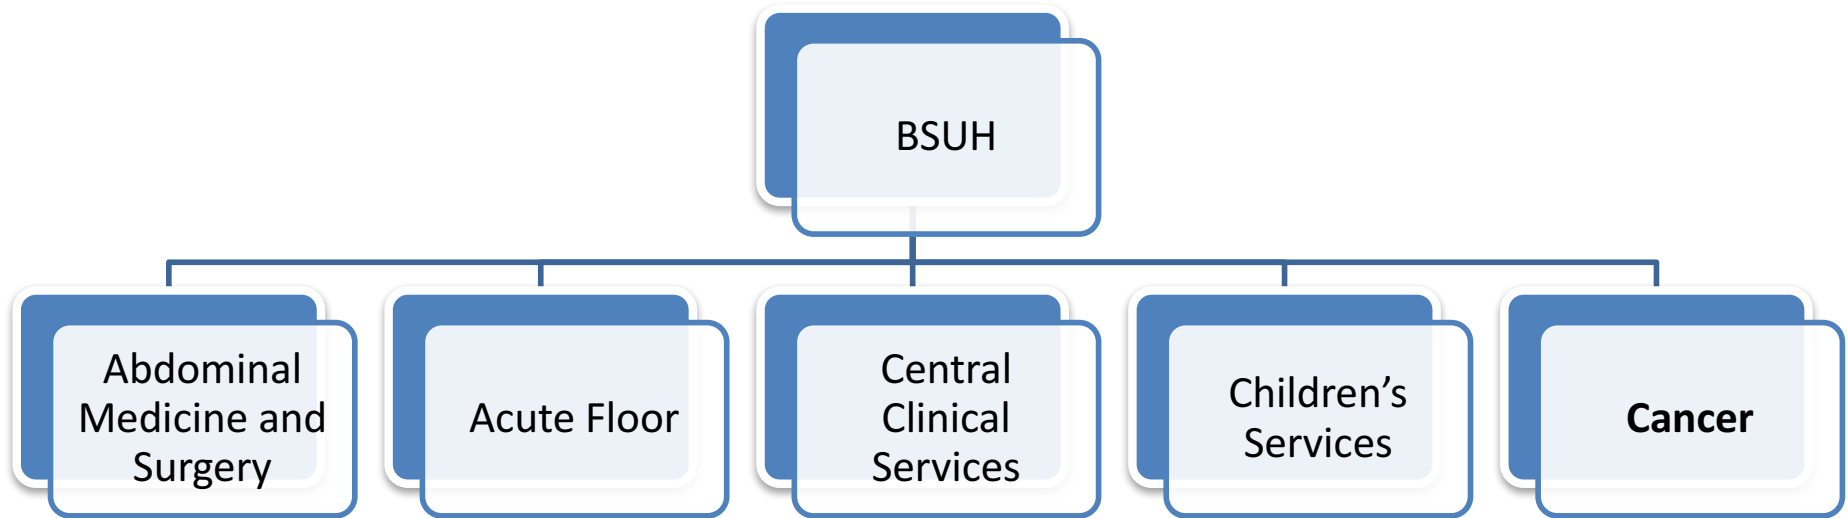 BSUH
Abdominal
Medicine and
Surgery
Acute Floor
Central
Clinical
Services
Children’s
Services
Cancer